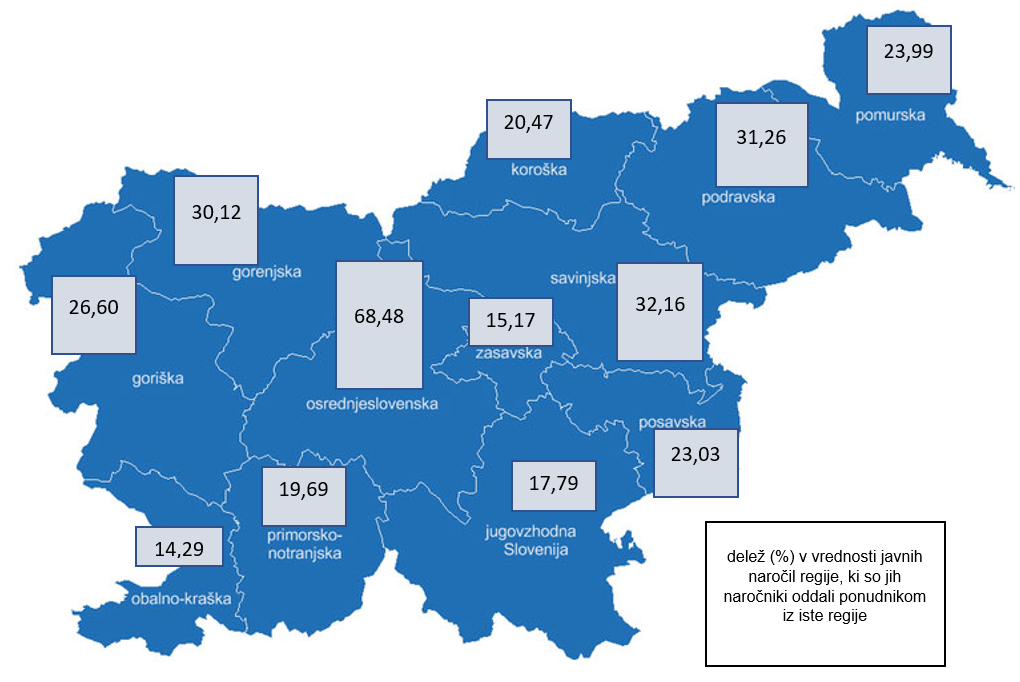 23,99
pomurska
20,47
koroška
31,26
podravska
30,12
gorenjska
26,60
goriška
68,48
osrednjeslovenska
15,17
zasavska
savinjska
32,16
posavska
23,03
19,69
primorsko-
notranjska
17,79
jugovzhodna
Slovenija
14,29
obalno-kraška
delež (%) v vrednosti javnih
naročil regije, ki so jih
naročniki oddali ponudnikom
iz iste regije